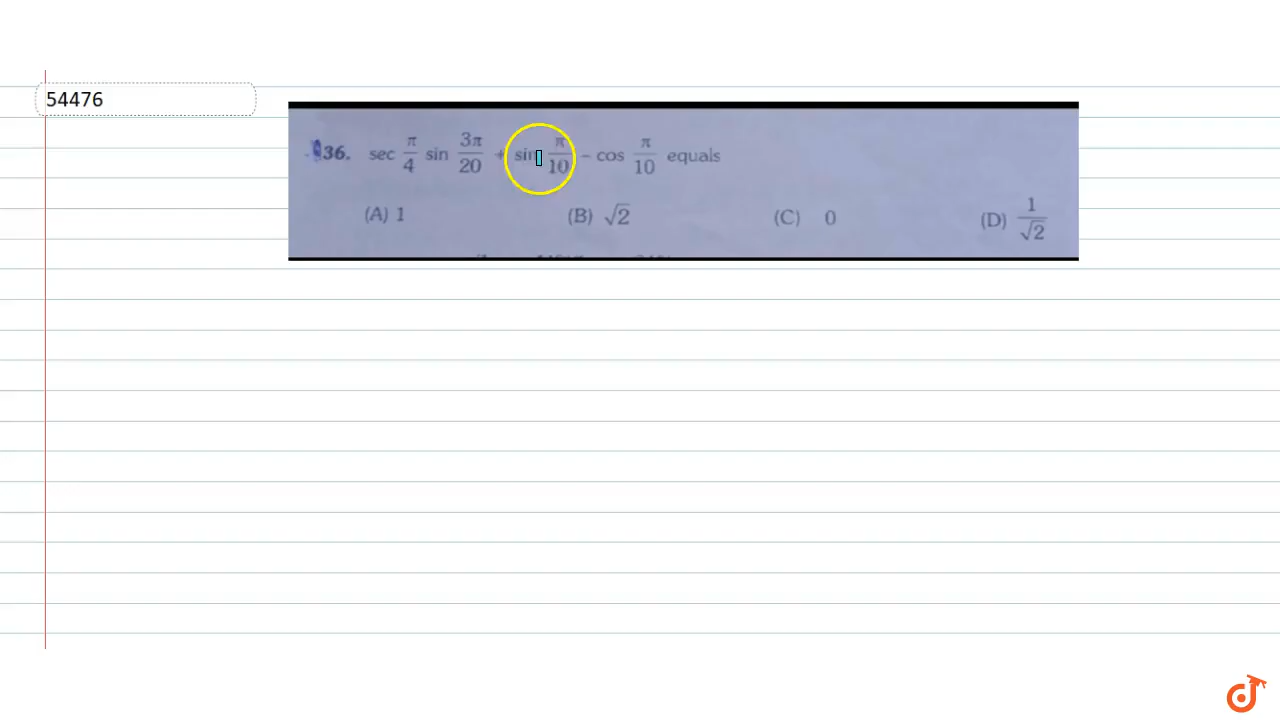 54476
36. sec π/4 sin 3π/20 + sin π/10 - cos π/10 equals
(A) 1 (B) √2 (C) 0 (D) 1/√2